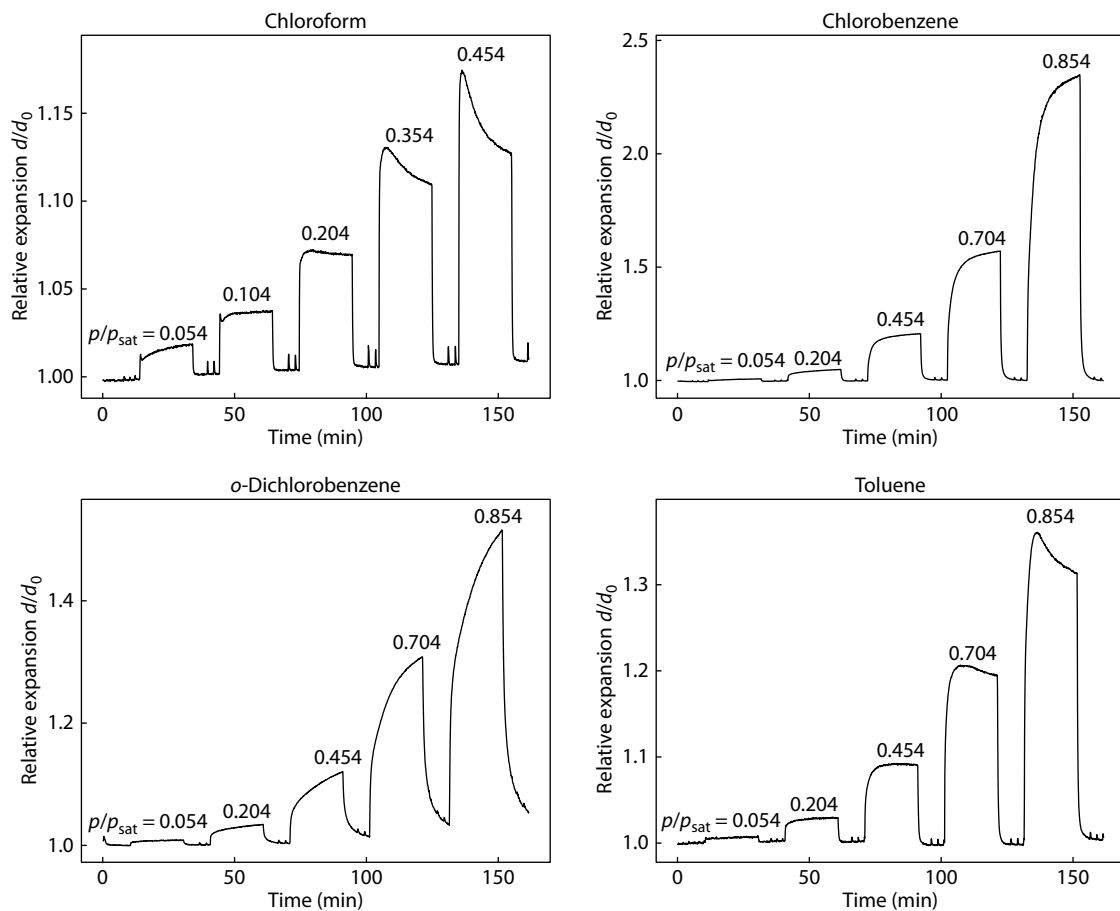 Chloroform
Relative expansion d/d0
1.15
1.10
1.05
1.00
p/psat = 0.054
0.104
0.204
0.354
0.454
0
50
100
150
Time (min)
Chlorobenzene
Relative expansion d/d0
2.5
2.0
1.5
1.0
p/psat = 0.054
0.204
0.454
0.704
0.854
0
50
100
150
Time (min)
o-Dichlorobenzene
Relative expansion d/d0
1.4
1.2
1.0
p/psat = 0.054
0.204
0.454
0.704
0.854
0
50
100
150
Time (min)
Toluene
Relative expansion d/d0
1.3
1.2
1.1
1.0
p/psat = 0.054
0.204
0.454
0.704
0.854
0
50
100
150
Time (min)